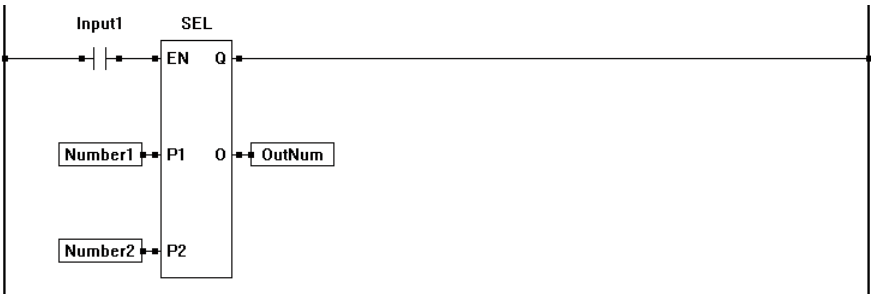 Input1 SEL
EN Q
Number1 P1 O OutNum
Number2 P2